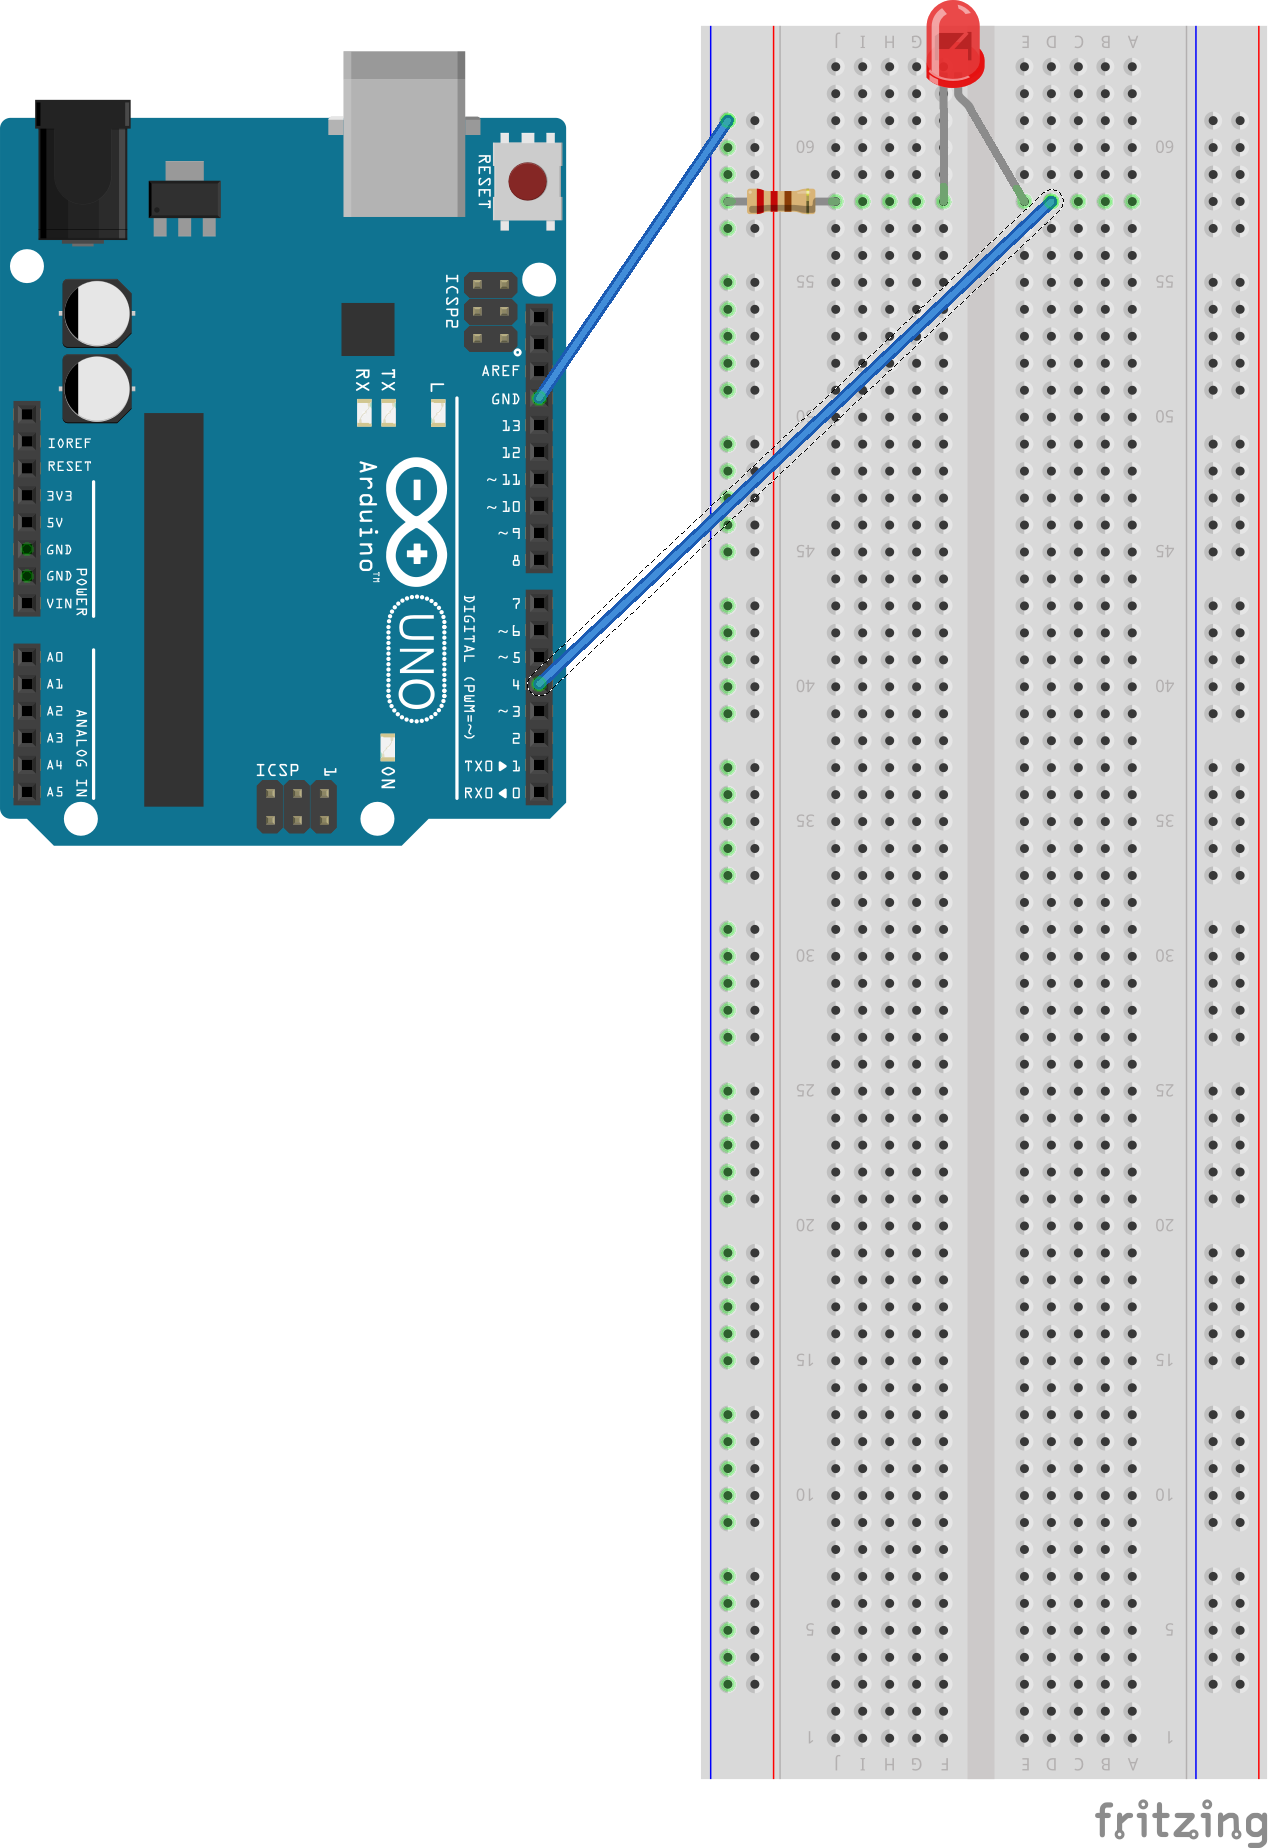 J I H G E D C B A
RESET
60 60
ICSP2
55 55
RX TX L
AREF
GND
13
12
~11
~10
~9
8
IOREF
RESET
3V3
5V
GND
GND
VIN
POWER
Arduino™
50
45 45
7
~6
~5
4
~3
2
TX0▶1
RX0◀0
DIGITAL (PWM=~)
UNO
A0
A1
A2
A3
A4
A5
ANALOG IN
ICSP 1
ON
40 40
35 35
30 30
25 25
20 20
15 15
10 10
5 5
1 1
J I H G F E D C B A
fritzing